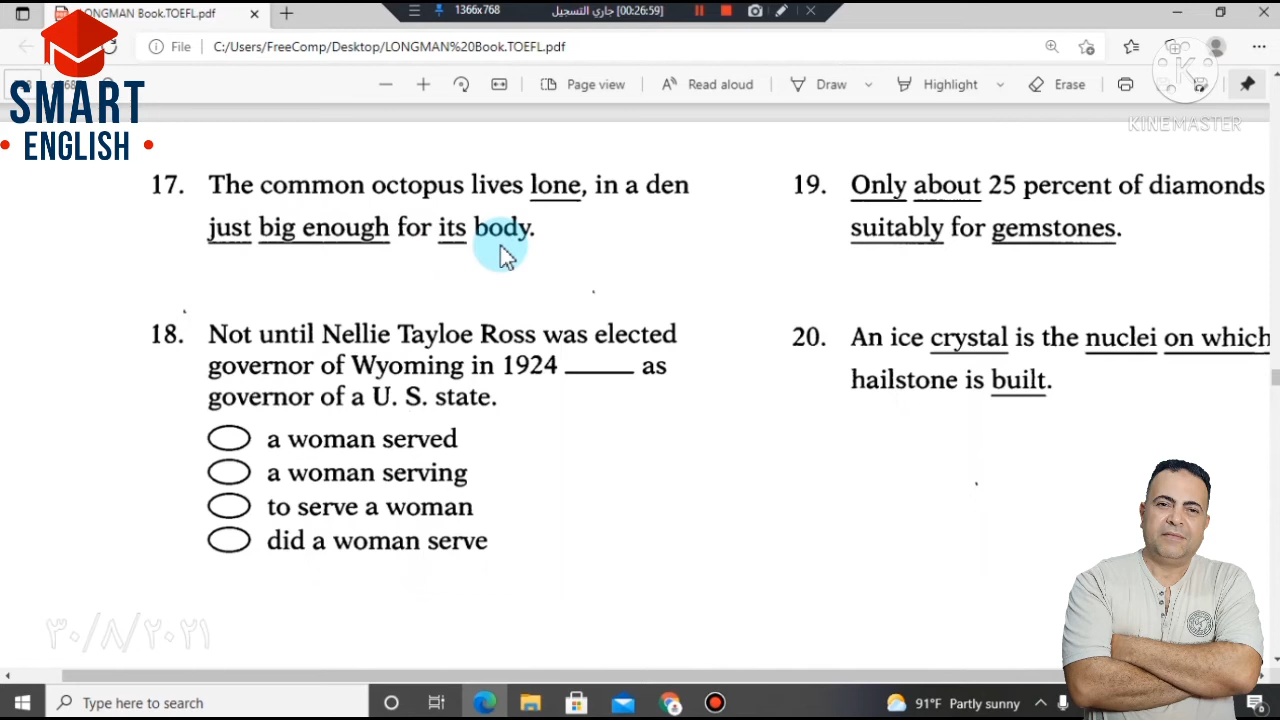 LONGMAN Book.TOEFL.pdf
1366x768
جاري التسجيل [00:26:59]
File
C:/Users/FreeComp/Desktop/LONGMAN%20Book.TOEFL.pdf
Page view
Read aloud
Draw
Highlight
Erase
SMART
• ENGLISH •
K
KINEMASTER
17. The common octopus lives lone, in a den
just big enough for its body.
18. Not until Nellie Tayloe Ross was elected
governor of Wyoming in 1924 _____ as
governor of a U. S. state.
a woman served
a woman serving
to serve a woman
did a woman serve
19. Only about 25 percent of diamonds
suitably for gemstones.
20. An ice crystal is the nuclei on which
hailstone is built.
٣٠/٨/٢٠٢١
Type here to search
91°F Partly sunny